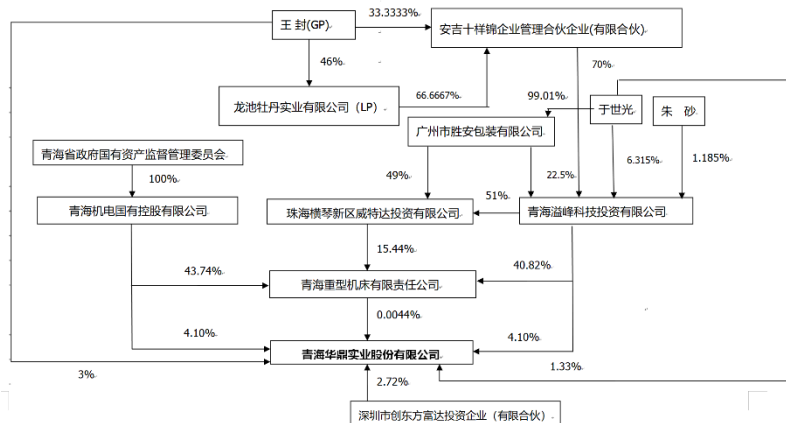 王 封(GP)
33.3333%
安吉十样锦企业管理合伙企业(有限合伙)
46%
70%
龙池牡丹实业有限公司（LP）
66.6667%
99.01%
于世光
朱 砂
广州市胜安包装有限公司
青海省政府国有资产监督管理委员会
6.315%
1.185%
100%
49%
22.5%
51%
青海机电国有控股有限公司
珠海横琴新区威特达投资有限公司
青海溢峰科技投资有限公司
15.44%
43.74%
40.82%
青海重型机床有限责任公司
0.0044%
4.10%
4.10%
青海华鼎实业股份有限公司
3%
1.33%
2.72%
深圳市创东方富达投资企业（有限合伙）